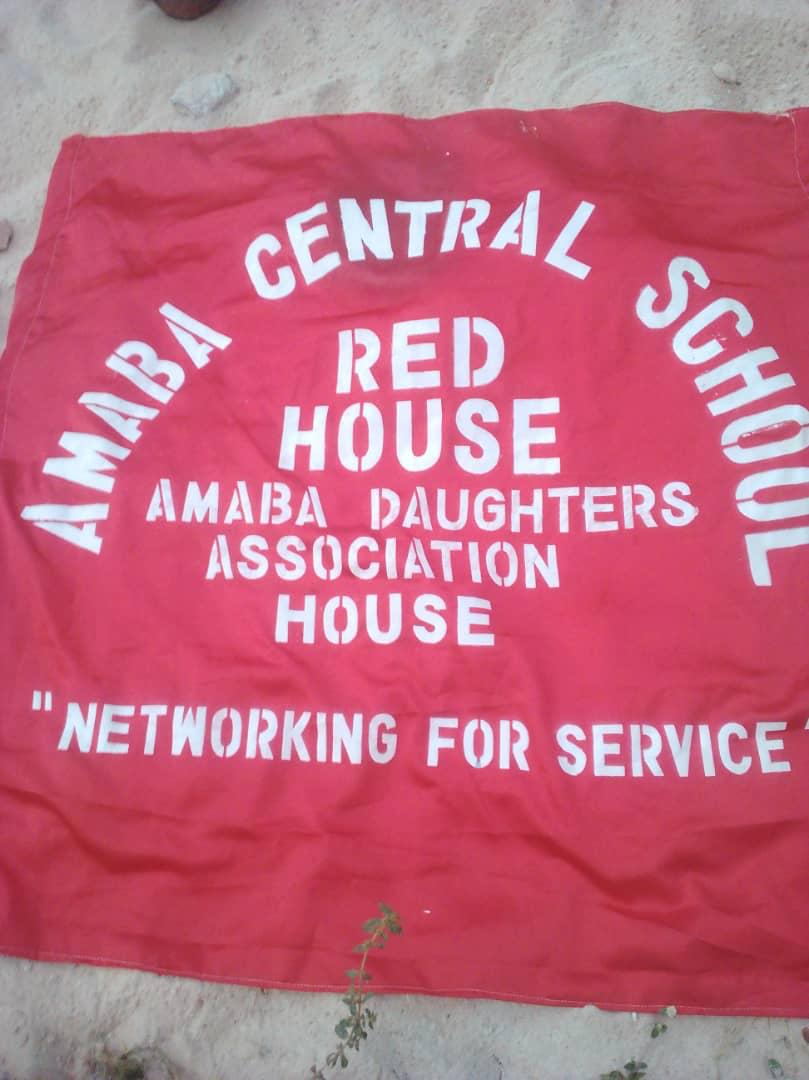 AMABA CENTRAL SCHOOL
RED
HOUSE
AMABA DAUGHTERS
ASSOCIATION
HOUSE
"NETWORKING FOR SERVICE"